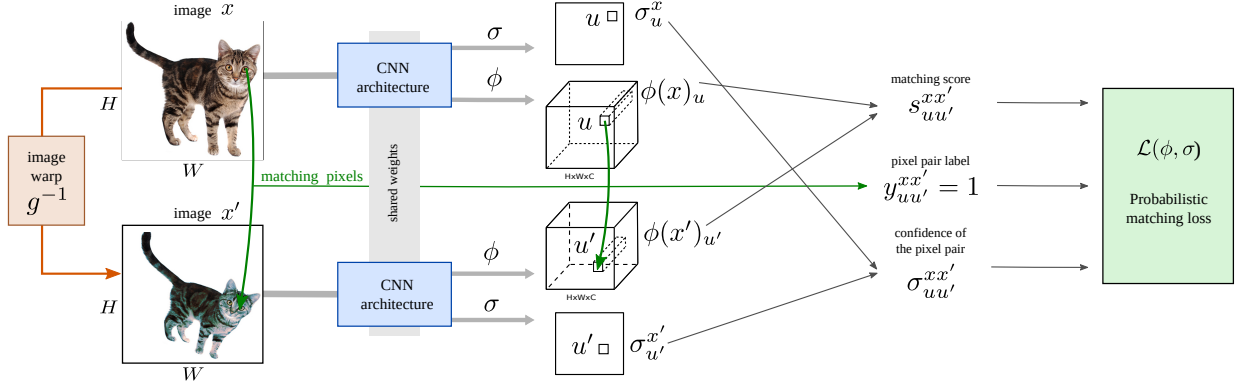 image x
H
W
image
warp
g⁻¹
image x′
H
W
matching pixels
shared weights
CNN
architecture
σ
ϕ
CNN
architecture
ϕ
σ
u
σ_u^x
u
ϕ(x)_u
HxWxC
u′
ϕ(x′)_{u′}
HxWxC
u′
σ_{u′}^{x′}
matching score
s_{uu′}^{xx′}
pixel pair label
y_{uu′}^{xx′} = 1
confidence of
the pixel pair
σ_{uu′}^{xx′}
ℒ(ϕ, σ)
Probabilistic
matching loss